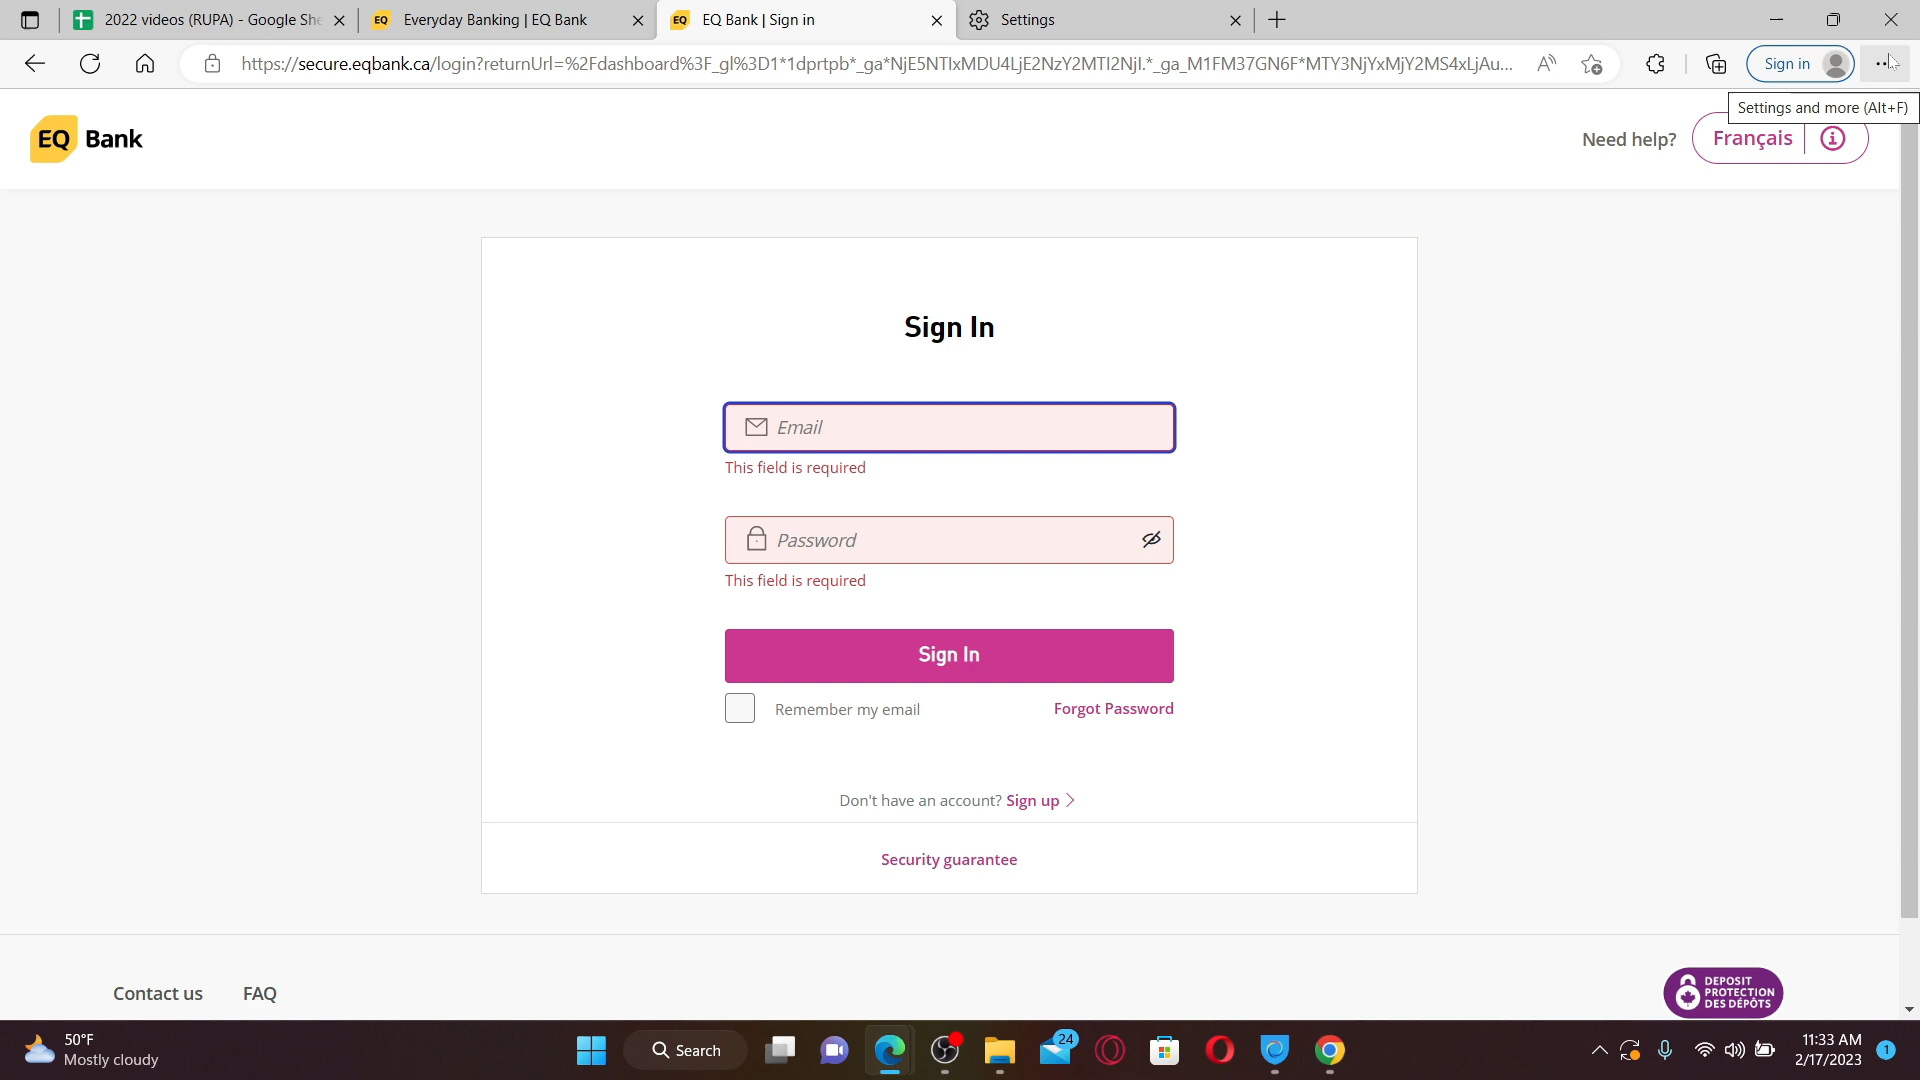 2022 videos (RUPA) - Google She
EQ Everyday Banking | EQ Bank
EQ EQ Bank | Sign in
Settings
https://secure.eqbank.ca/login?returnUrl=%2Fdashboard%3F_gl%3D1*1dprtpb*_ga*NjE5NTIxMDU4LjE2NzY2MTI2NjI.*_ga_M1FM37GN6F*MTY3NjYxMjY2MS4xLjAu...
Sign in
Settings and more (Alt+F)
EQ Bank
Need help?
Français
Sign In
Email
This field is required
Password
This field is required
Sign In
Remember my email
Forgot Password
Don't have an account? Sign up
Security guarantee
Contact us
FAQ
DEPOSIT
PROTECTION
DES DÉPÔTS
50°F
Mostly cloudy
Search
24
11:33 AM
2/17/2023
1